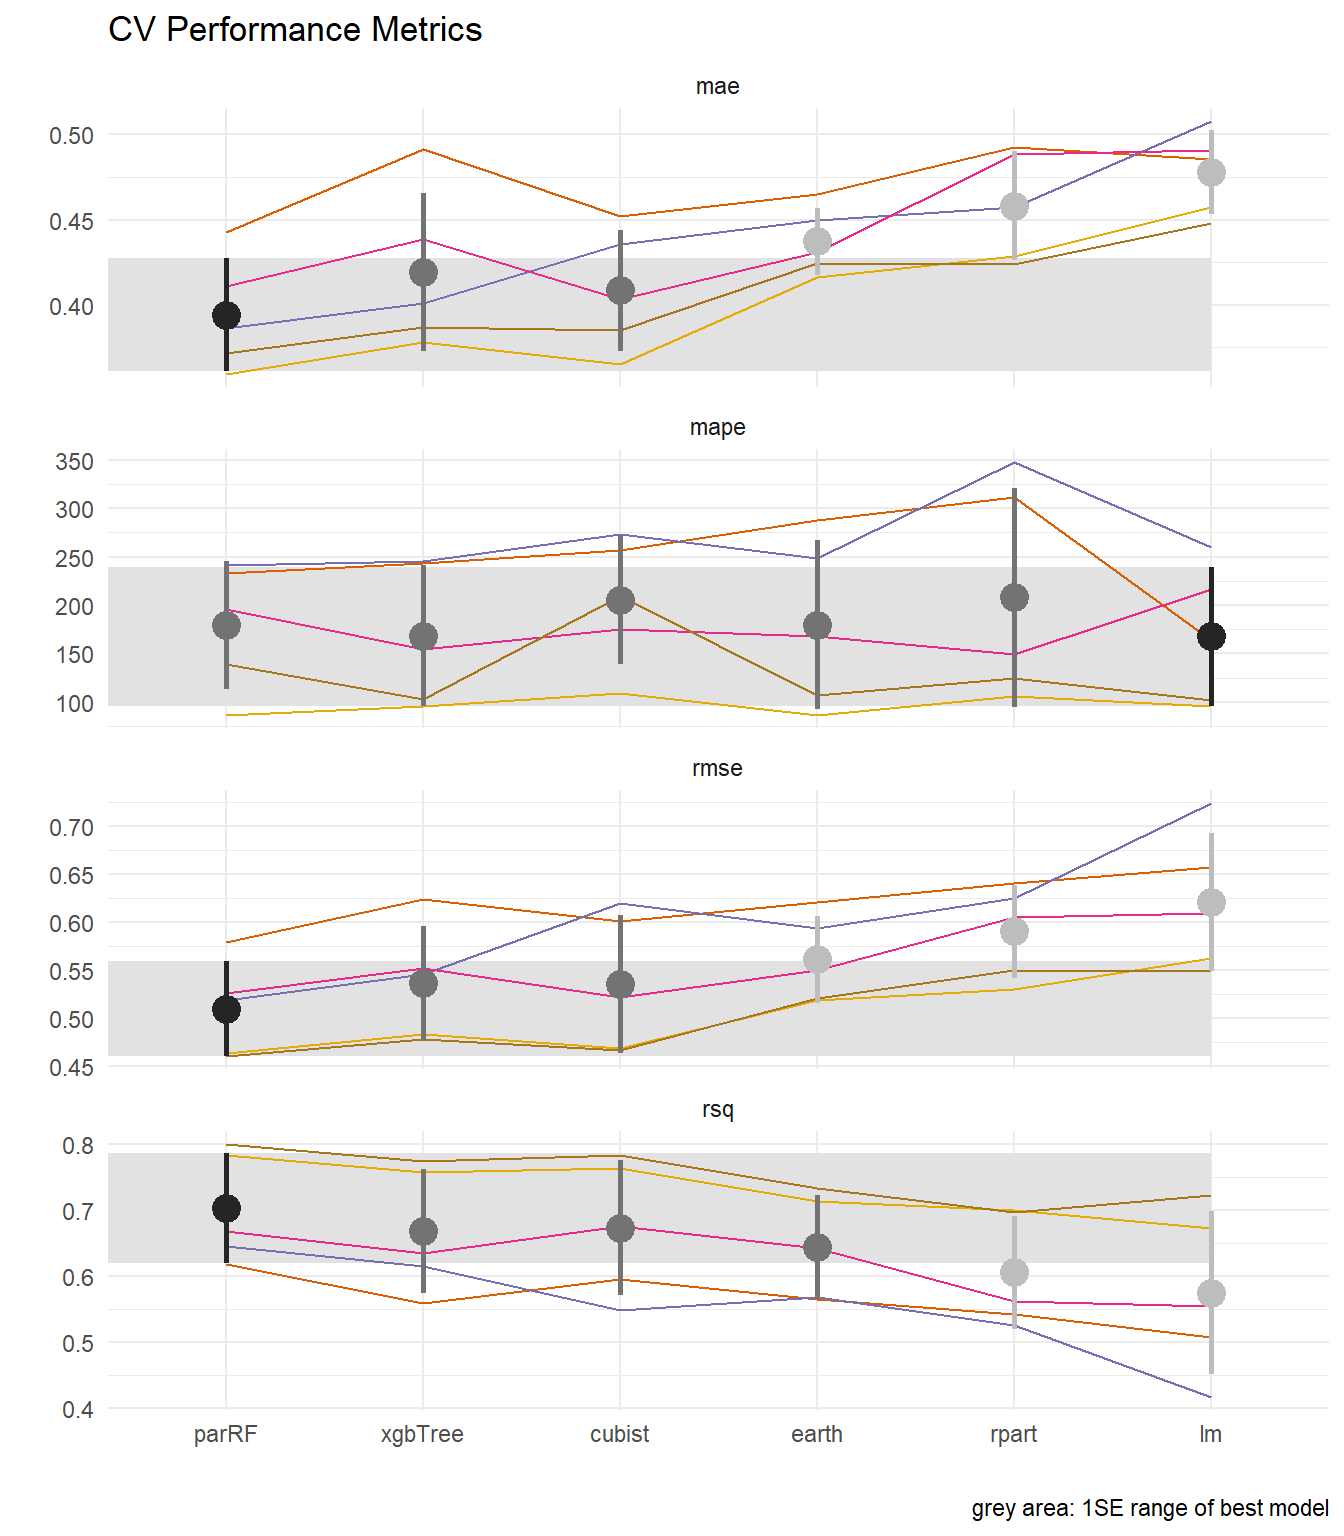 CV Performance Metrics
mae
0.50
0.45
0.40
mape
350
300
250
200
150
100
rmse
0.70
0.65
0.60
0.55
0.50
0.45
rsq
0.8
0.7
0.6
0.5
0.4
parRF xgbTree cubist earth rpart lm
grey area: 1SE range of best model